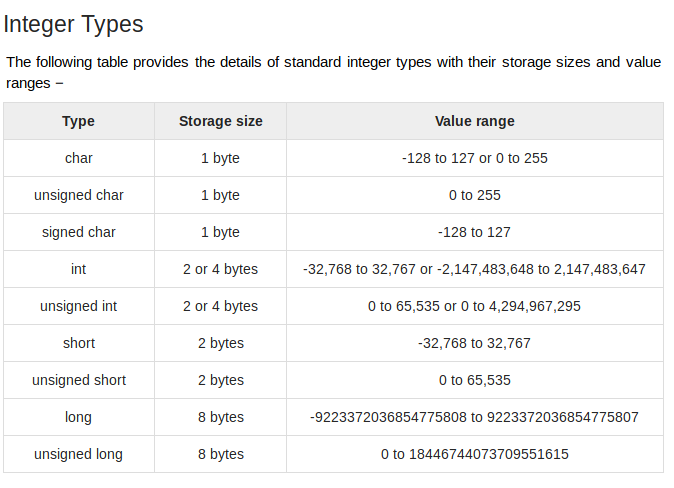 Integer Types
The following table provides the details of standard integer types with their storage sizes and value
ranges −
Type Storage size Value range
char 1 byte -128 to 127 or 0 to 255
unsigned char 1 byte 0 to 255
signed char 1 byte -128 to 127
int 2 or 4 bytes -32,768 to 32,767 or -2,147,483,648 to 2,147,483,647
unsigned int 2 or 4 bytes 0 to 65,535 or 0 to 4,294,967,295
short 2 bytes -32,768 to 32,767
unsigned short 2 bytes 0 to 65,535
long 8 bytes -9223372036854775808 to 9223372036854775807
unsigned long 8 bytes 0 to 18446744073709551615